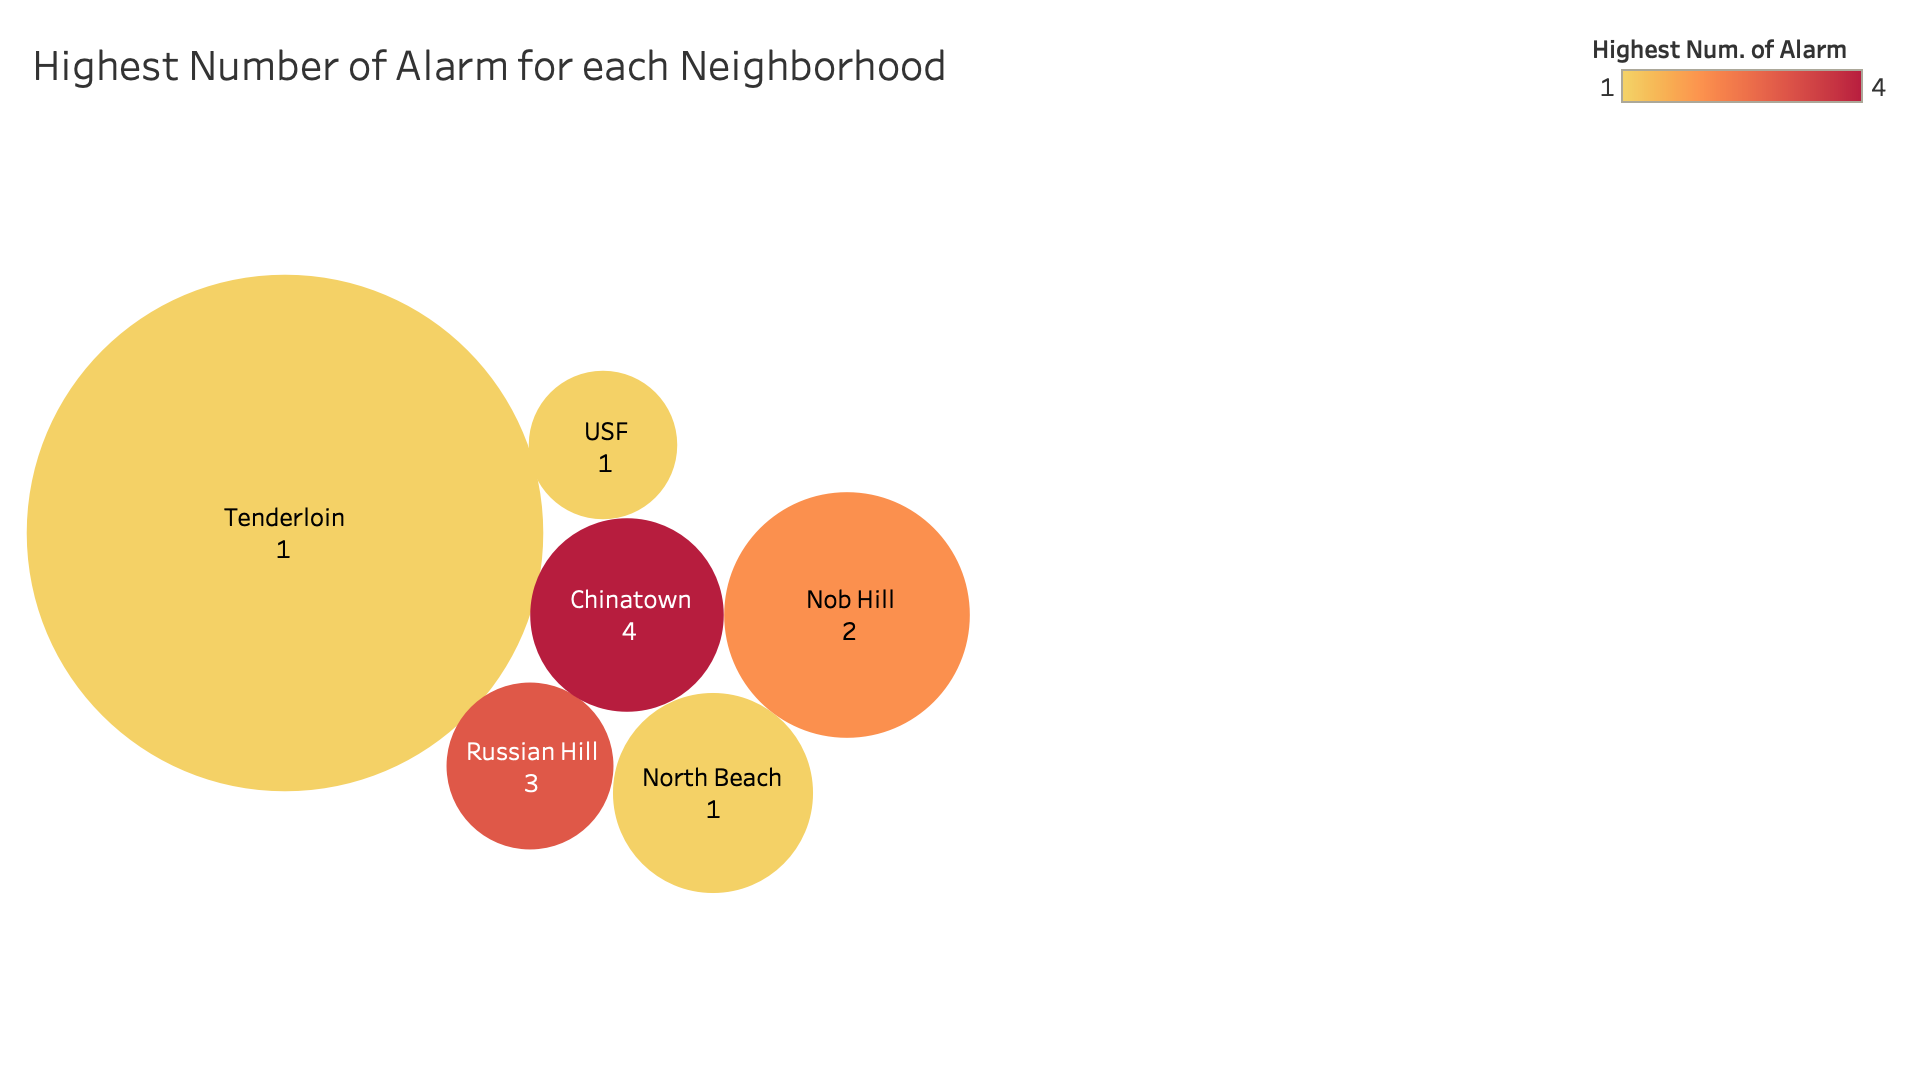 Highest Number of Alarm for each Neighborhood
Highest Num. of Alarm
1 4
USF
1
Tenderloin
1
Chinatown
4
Nob Hill
2
Russian Hill
3
North Beach
1